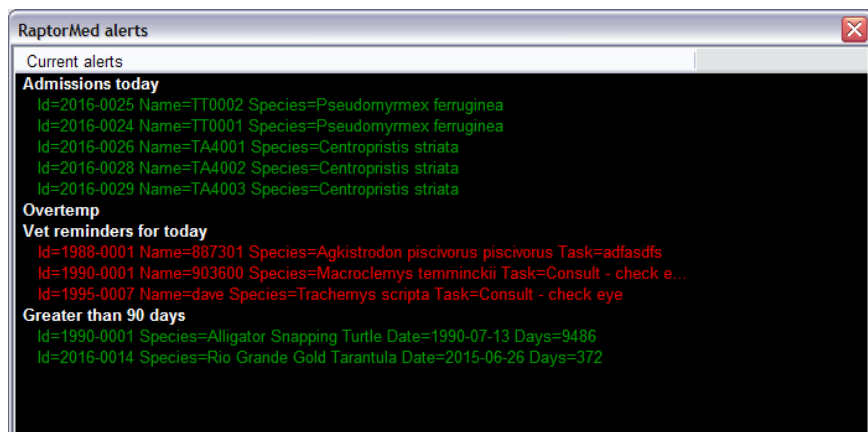 RaptorMed alerts
Current alerts
Admissions today
Id=2016-0025 Name=TT0002 Species=Pseudomyrmex ferruginea
Id=2016-0024 Name=TT0001 Species=Pseudomyrmex ferruginea
Id=2016-0026 Name=TA4001 Species=Centropristis striata
Id=2016-0028 Name=TA4002 Species=Centropristis striata
Id=2016-0029 Name=TA4003 Species=Centropristis striata
Overtemp
Vet reminders for today
Id=1988-0001 Name=887301 Species=Agkistrodon piscivorus piscivorus Task=adfasdfs
Id=1990-0001 Name=903600 Species=Macroclemys temminckii Task=Consult - check e...
Id=1995-0007 Name=dave Species=Trachemys scripta Task=Consult - check eye
Greater than 90 days
Id=1990-0001 Species=Alligator Snapping Turtle Date=1990-07-13 Days=9486
Id=2016-0014 Species=Rio Grande Gold Tarantula Date=2015-06-26 Days=372